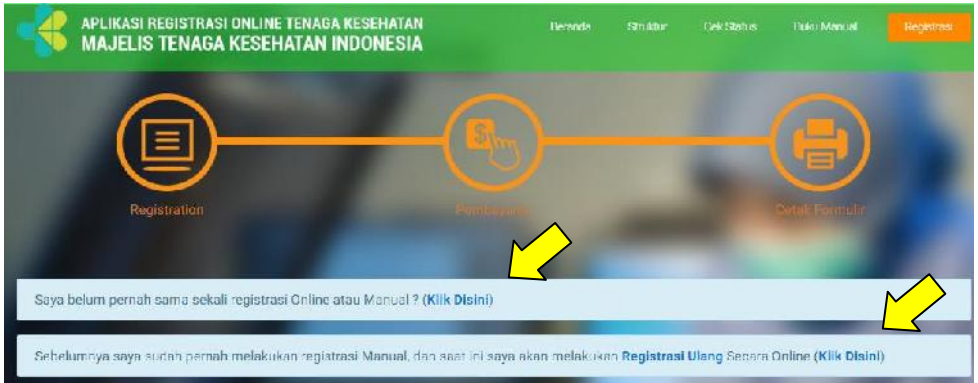 APLIKASI REGISTRASI ONLINE TENAGA KESEHATAN
MAJELIS TENAGA KESEHATAN INDONESIA
Beranda
Struktur
Cek Status
Buku Manual
Registrasi
Registration
Pembayaran
Cetak Formulir
Saya belum pernah sama sekali registrasi Online atau Manual ? (Klik Disini)
Sebelumnya saya sudah pernah melakukan registrasi Manual, dan saat ini saya akan melakukan Registrasi Ulang Secara Online (Klik Disini)